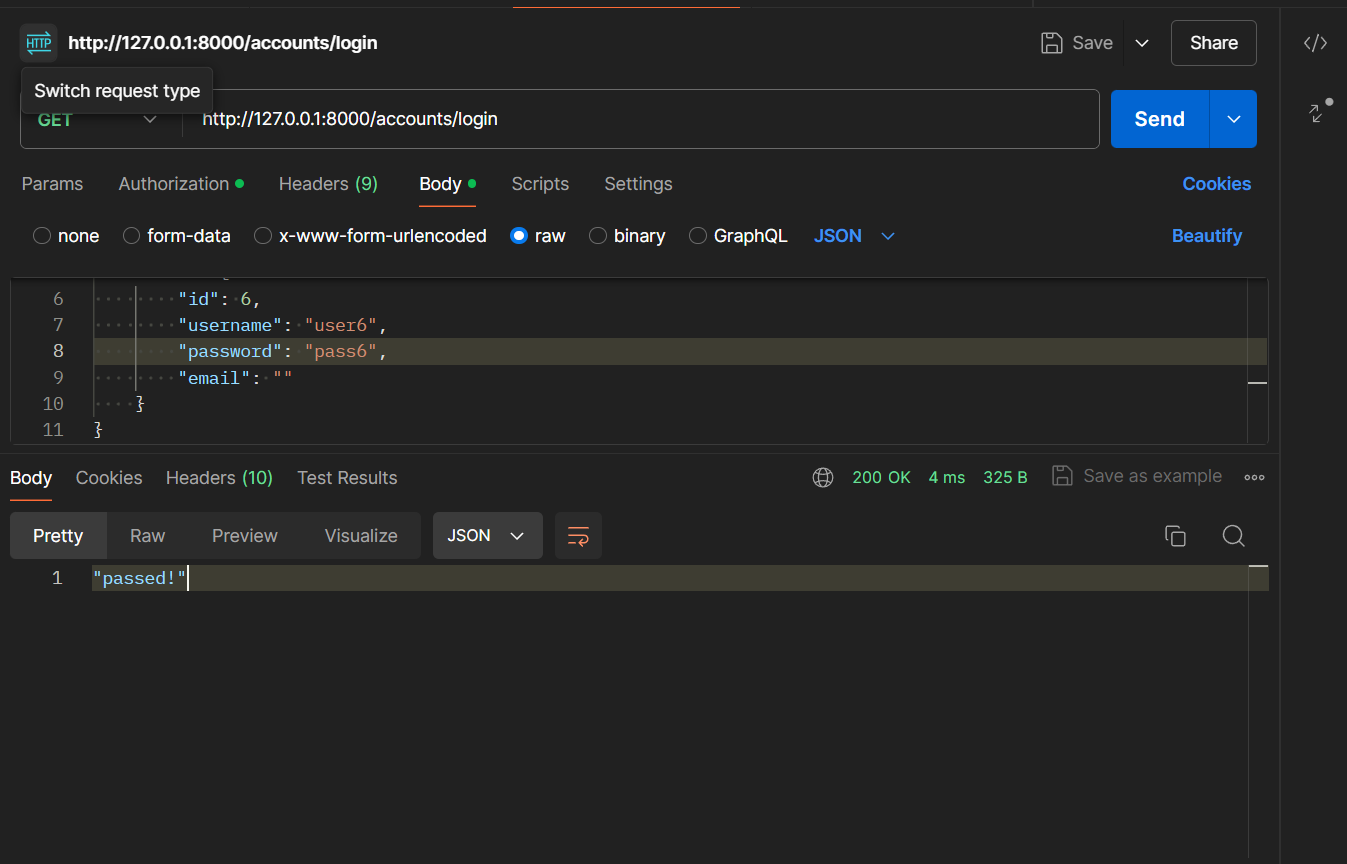 HTTP http://127.0.0.1:8000/accounts/login Save Share </>
Switch request type
GET http://127.0.0.1:8000/accounts/login Send
Params Authorization Headers (9) Body Scripts Settings Cookies
none form-data x-www-form-urlencoded raw binary GraphQL JSON Beautify
6 "id": 6,
7 "username": "user6",
8 "password": "pass6",
9 "email": ""
10 }
11 }
Body Cookies Headers (10) Test Results 200 OK 4 ms 325 B Save as example
Pretty Raw Preview Visualize JSON
1 "passed!"